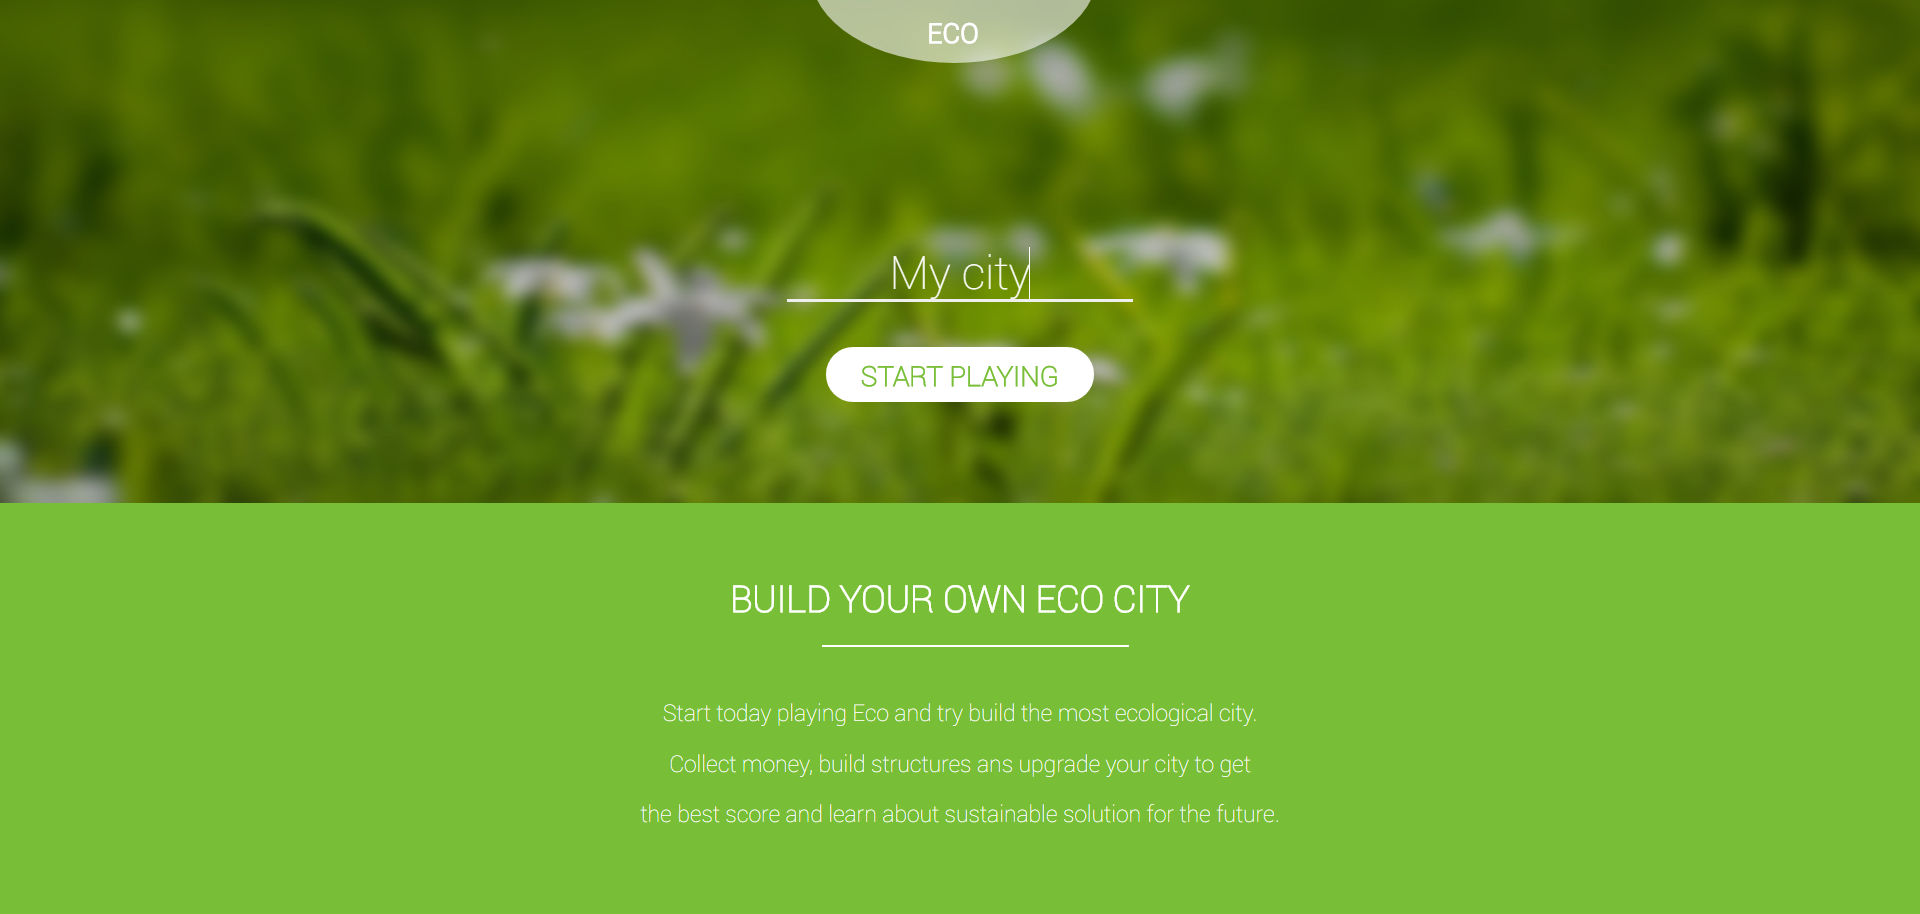 ECO
My city
START PLAYING
BUILD YOUR OWN ECO CITY
Start today playing Eco and try build the most ecological city.
Collect money, build structures ans upgrade your city to get
the best score and learn about sustainable solution for the future.